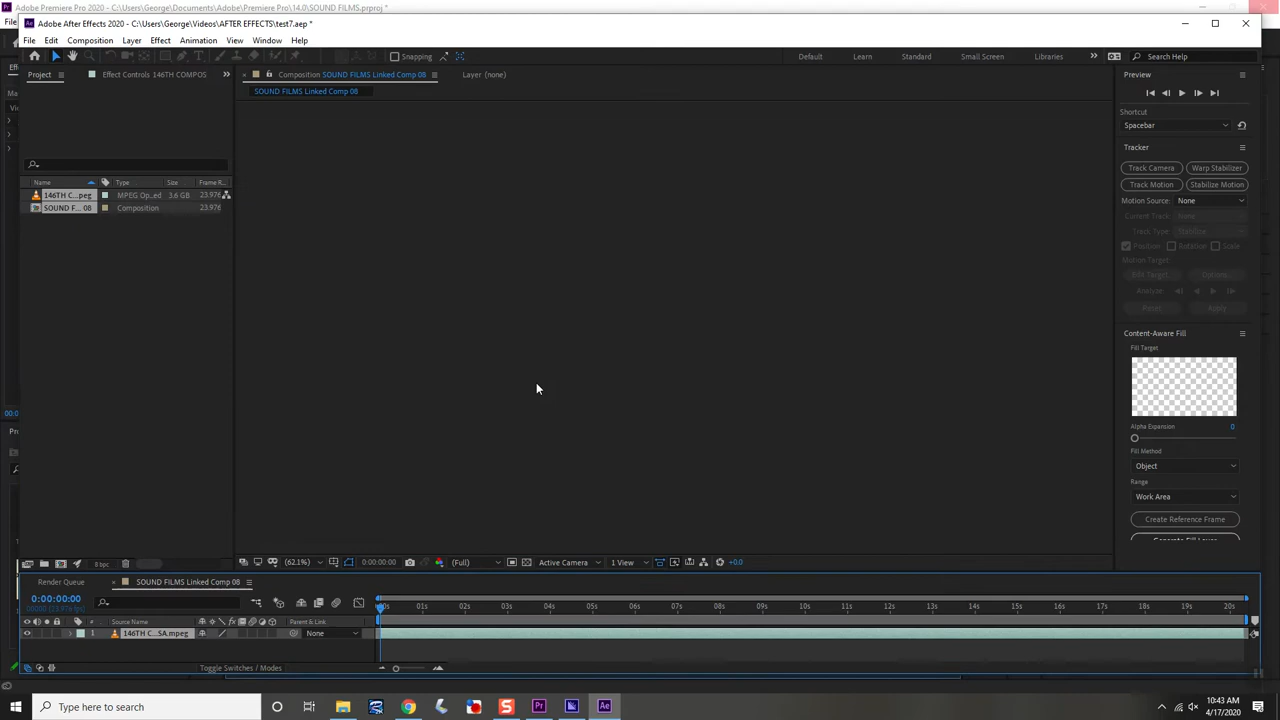 Adobe Premiere Pro 2020 - C:\Users\George\Documents\Adobe\Premiere Pro\14.0\SOUND FILMS.prproj *
Adobe After Effects 2020 - C:\Users\George\Videos\AFTER EFFECTS\test7.aep *
File Edit Composition Layer Effect Animation View Window Help
Snapping Default Learn Standard Small Screen Libraries Search Help
Project Effect Controls 146TH COMPOS Composition SOUND FILMS Linked Comp 08 Layer (none) Preview
SOUND FILMS Linked Comp 08
Shortcut
Spacebar
Tracker
Track Camera Warp Stabilizer
Track Motion Stabilize Motion
Motion Source: None
Current Track: None
Track Type: Stabilize
Position Rotation Scale
Motion Target:
Edit Target... Options...
Analyze:
Reset Apply
Name Type Size Frame R...
146TH C...peg MPEG Op...ed 3.6 GB 23.976
SOUND F... 08 Composition 23.976
Content-Aware Fill
Fill Target
Alpha Expansion 0
Fill Method
Object
Range
Work Area
Create Reference Frame
Generate Fill Layer
8 bpc (62.1%) 0:00:00:00 (Full) Active Camera 1 View +0.0
Render Queue SOUND FILMS Linked Comp 08
0:00:00:00
00000 (23.976 fps)
00s 01s 02s 03s 04s 05s 06s 07s 08s 09s 10s 11s 12s 13s 14s 15s 16s 17s 18s 19s 20s
# Source Name Parent & Link
1 146TH C...SA.mpeg None
Toggle Switches / Modes
Type here to search
10:43 AM
4/17/2020